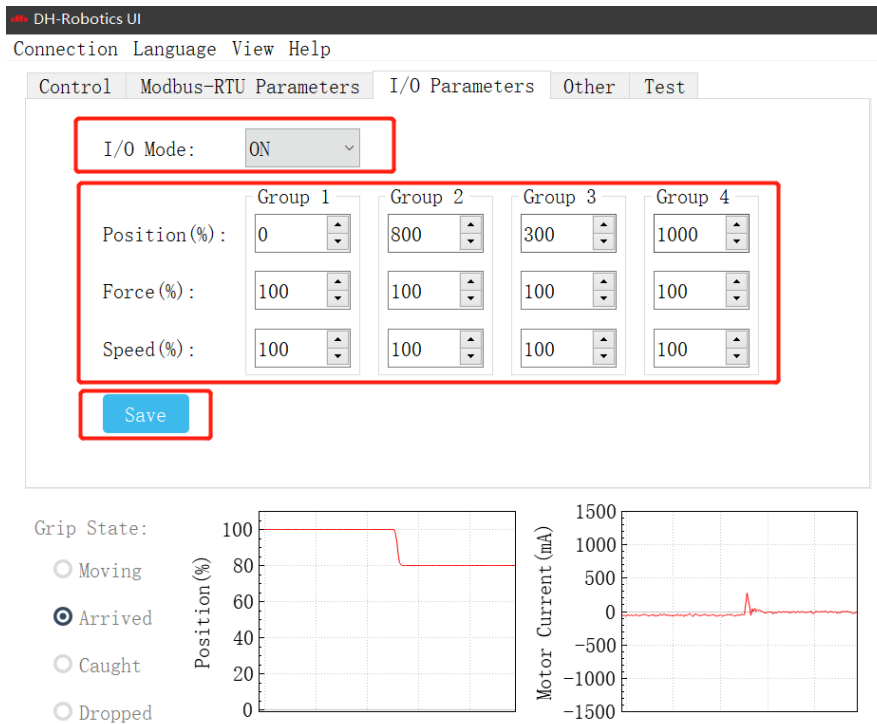 DH-Robotics UI
Connection Language View Help
Control Modbus-RTU Parameters I/O Parameters Other Test
I/O Mode: ON
Group 1 Group 2 Group 3 Group 4
Position(%): 0 800 300 1000
Force(%): 100 100 100 100
Speed(%): 100 100 100 100
Save
Grip State:
Moving
Arrived
Caught
Dropped
Position(%)
100
80
60
40
20
0
Motor Current(mA)
1500
1000
500
0
-500
-1000
-1500